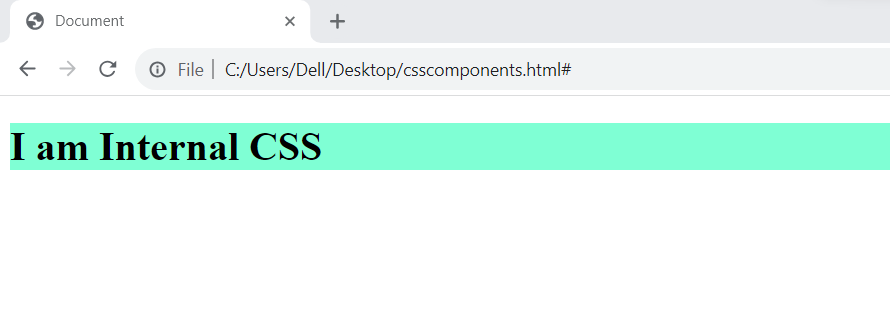 Document
File
C:/Users/Dell/Desktop/csscomponents.html#
I am Internal CSS